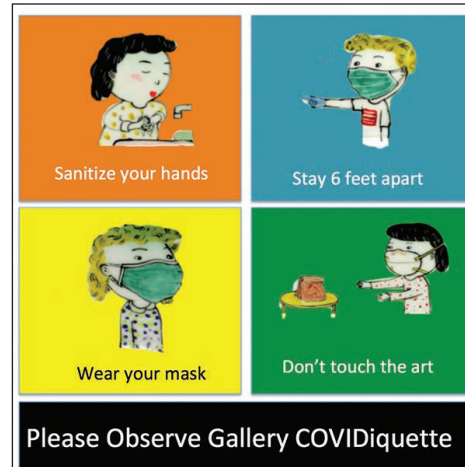 Sanitize your hands
Stay 6 feet apart
Wear your mask
Don't touch the art
Please Observe Gallery COVIDiquette